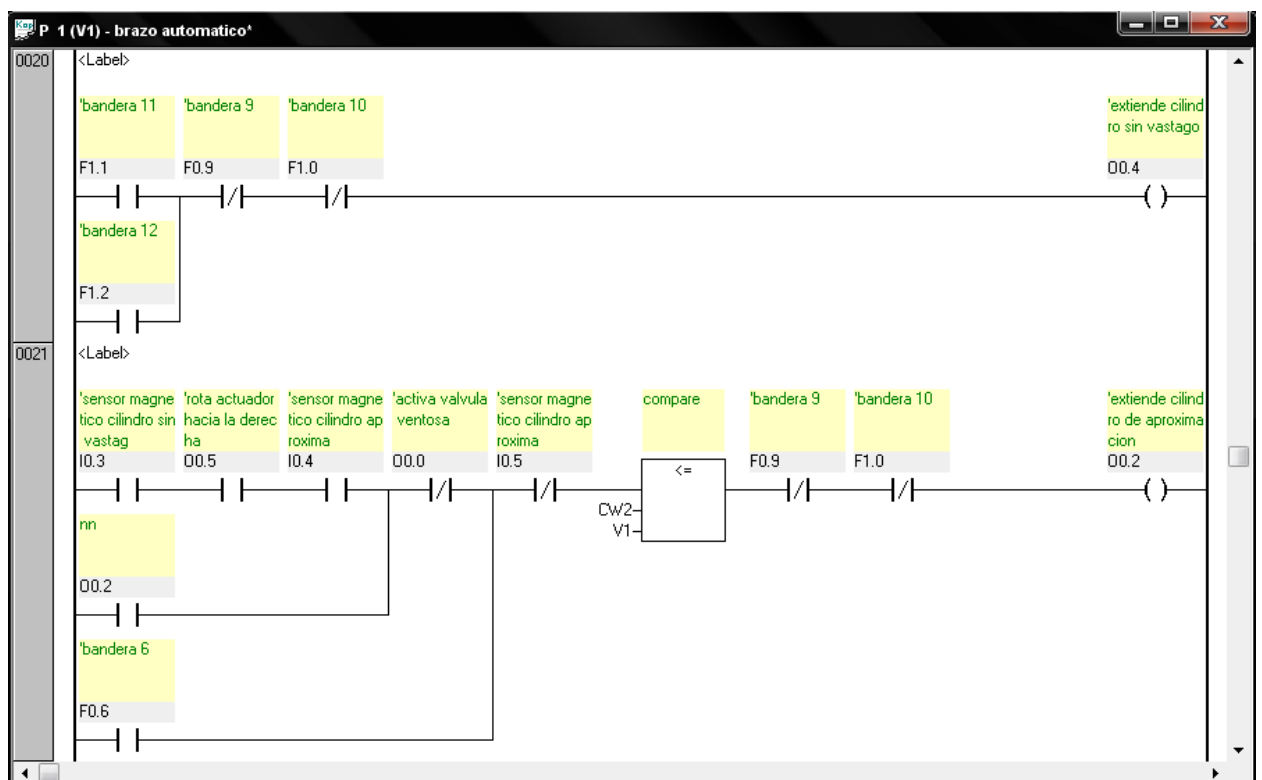 P 1 (V1) - brazo automatico*
0020
<Label>
'bandera 11 'bandera 9 'bandera 10 'extiende cilind
ro sin vastago
F1.1 F0.9 F1.0 O0.4
'bandera 12
F1.2
0021
<Label>
'sensor magne 'rota actuador 'sensor magne 'activa valvula 'sensor magne compare 'bandera 9 'bandera 10 'extiende cilind
tico cilindro sin hacia la derec tico cilindro ap ventosa tico cilindro ap ro de aproxima
vastag ha roxima roxima cion
I0.3 O0.5 I0.4 O0.0 I0.5 <= F0.9 F1.0 O0.2
CW2
V1
nn
O0.2
'bandera 6
F0.6